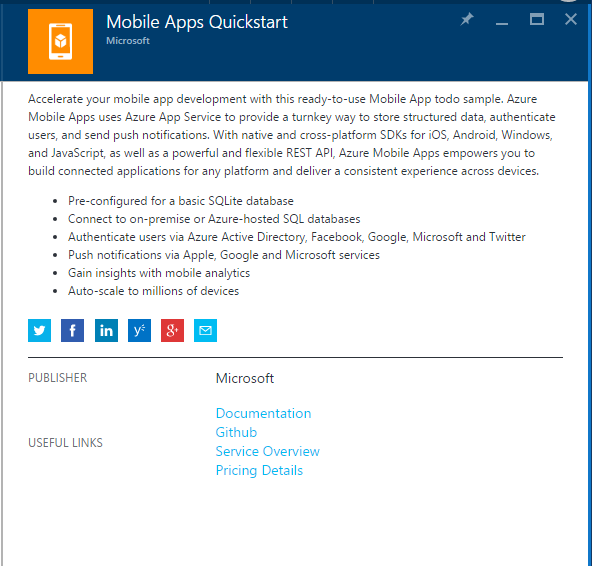 Mobile Apps Quickstart
Microsoft
Accelerate your mobile app development with this ready-to-use Mobile App todo sample. Azure
Mobile Apps uses Azure App Service to provide a turnkey way to store structured data, authenticate
users, and send push notifications. With native and cross-platform SDKs for iOS, Android, Windows,
and JavaScript, as well as a powerful and flexible REST API, Azure Mobile Apps empowers you to
build connected applications for any platform and deliver a consistent experience across devices.
• Pre-configured for a basic SQLite database
• Connect to on-premise or Azure-hosted SQL databases
• Authenticate users via Azure Active Directory, Facebook, Google, Microsoft and Twitter
• Push notifications via Apple, Google and Microsoft services
• Gain insights with mobile analytics
• Auto-scale to millions of devices
f in y g+
PUBLISHER Microsoft
Documentation
Github
USEFUL LINKS
Service Overview
Pricing Details